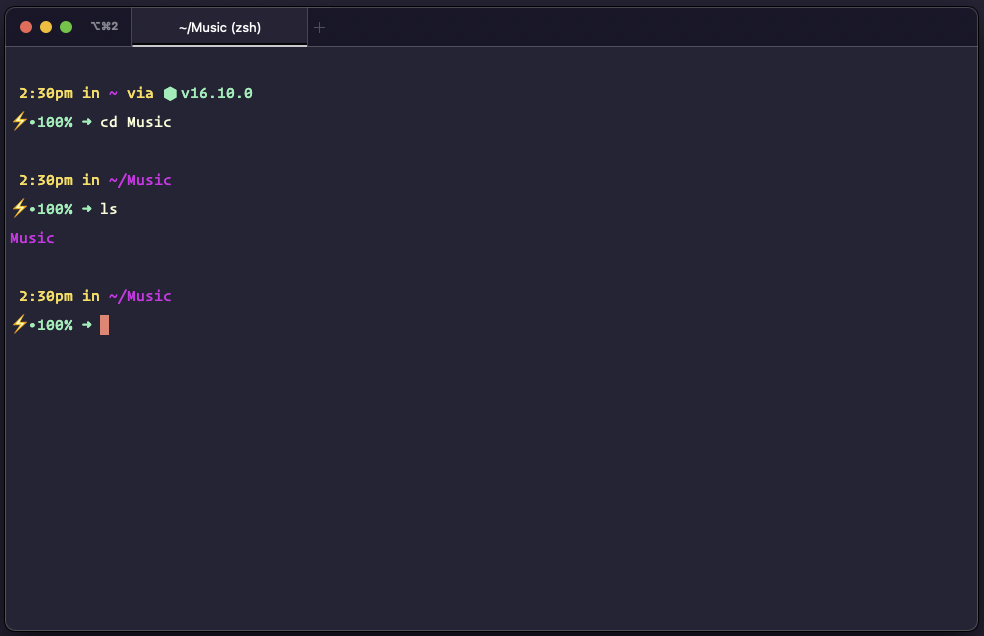 ⌥⌘2 ~/Music (zsh) +
2:30pm in ~ via ⬢ v16.10.0
⚡•100% ➜ cd Music
2:30pm in ~/Music
⚡•100% ➜ ls
Music
2:30pm in ~/Music
⚡•100% ➜